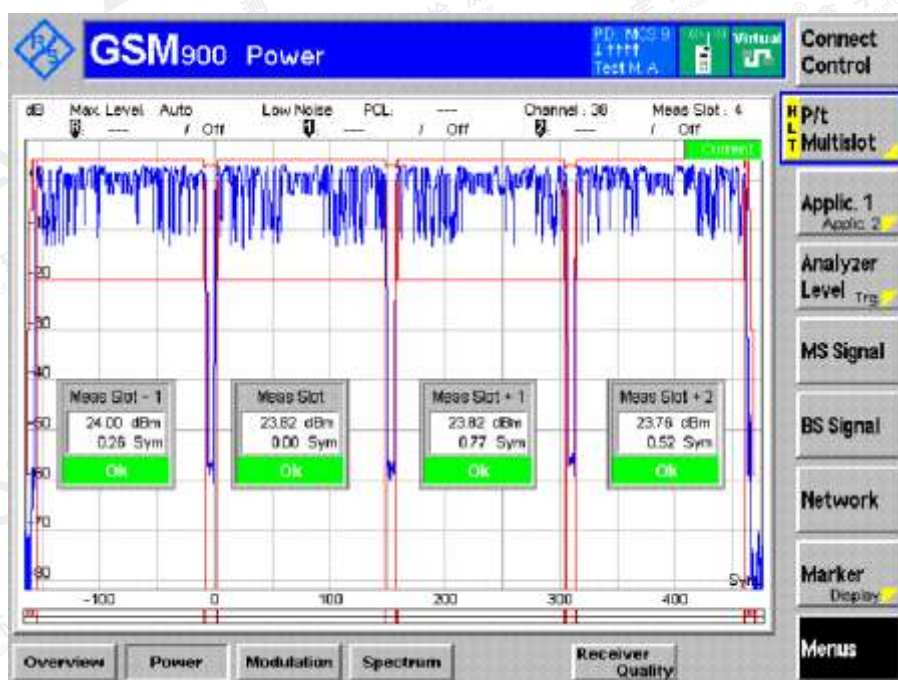 R&S
GSM900 Power
PD: MCS 9
Test M. A
Virtual
Connect
Control
dB Max. Level: Auto Low Noise PCL: --- Channel: 38 Meas Slot: 4
0: --- / Off 1: --- / Off 2: --- / Off
Current
H
L
T
P/t
Multislot
Applic. 1
Applic. 2
Analyzer
Level Trg
MS Signal
BS Signal
Network
Marker
Display
Menus
-10
-20
-30
-40
-50
-60
-70
-80
Meas Slot - 1
24.00 dBm
0.26 Sym
Ok
Meas Slot
23.82 dBm
0.00 Sym
Ok
Meas Slot + 1
23.82 dBm
0.77 Sym
Ok
Meas Slot + 2
23.76 dBm
0.52 Sym
Ok
-100 0 100 200 300 400
Sym
Overview Power Modulation Spectrum Receiver
Quality